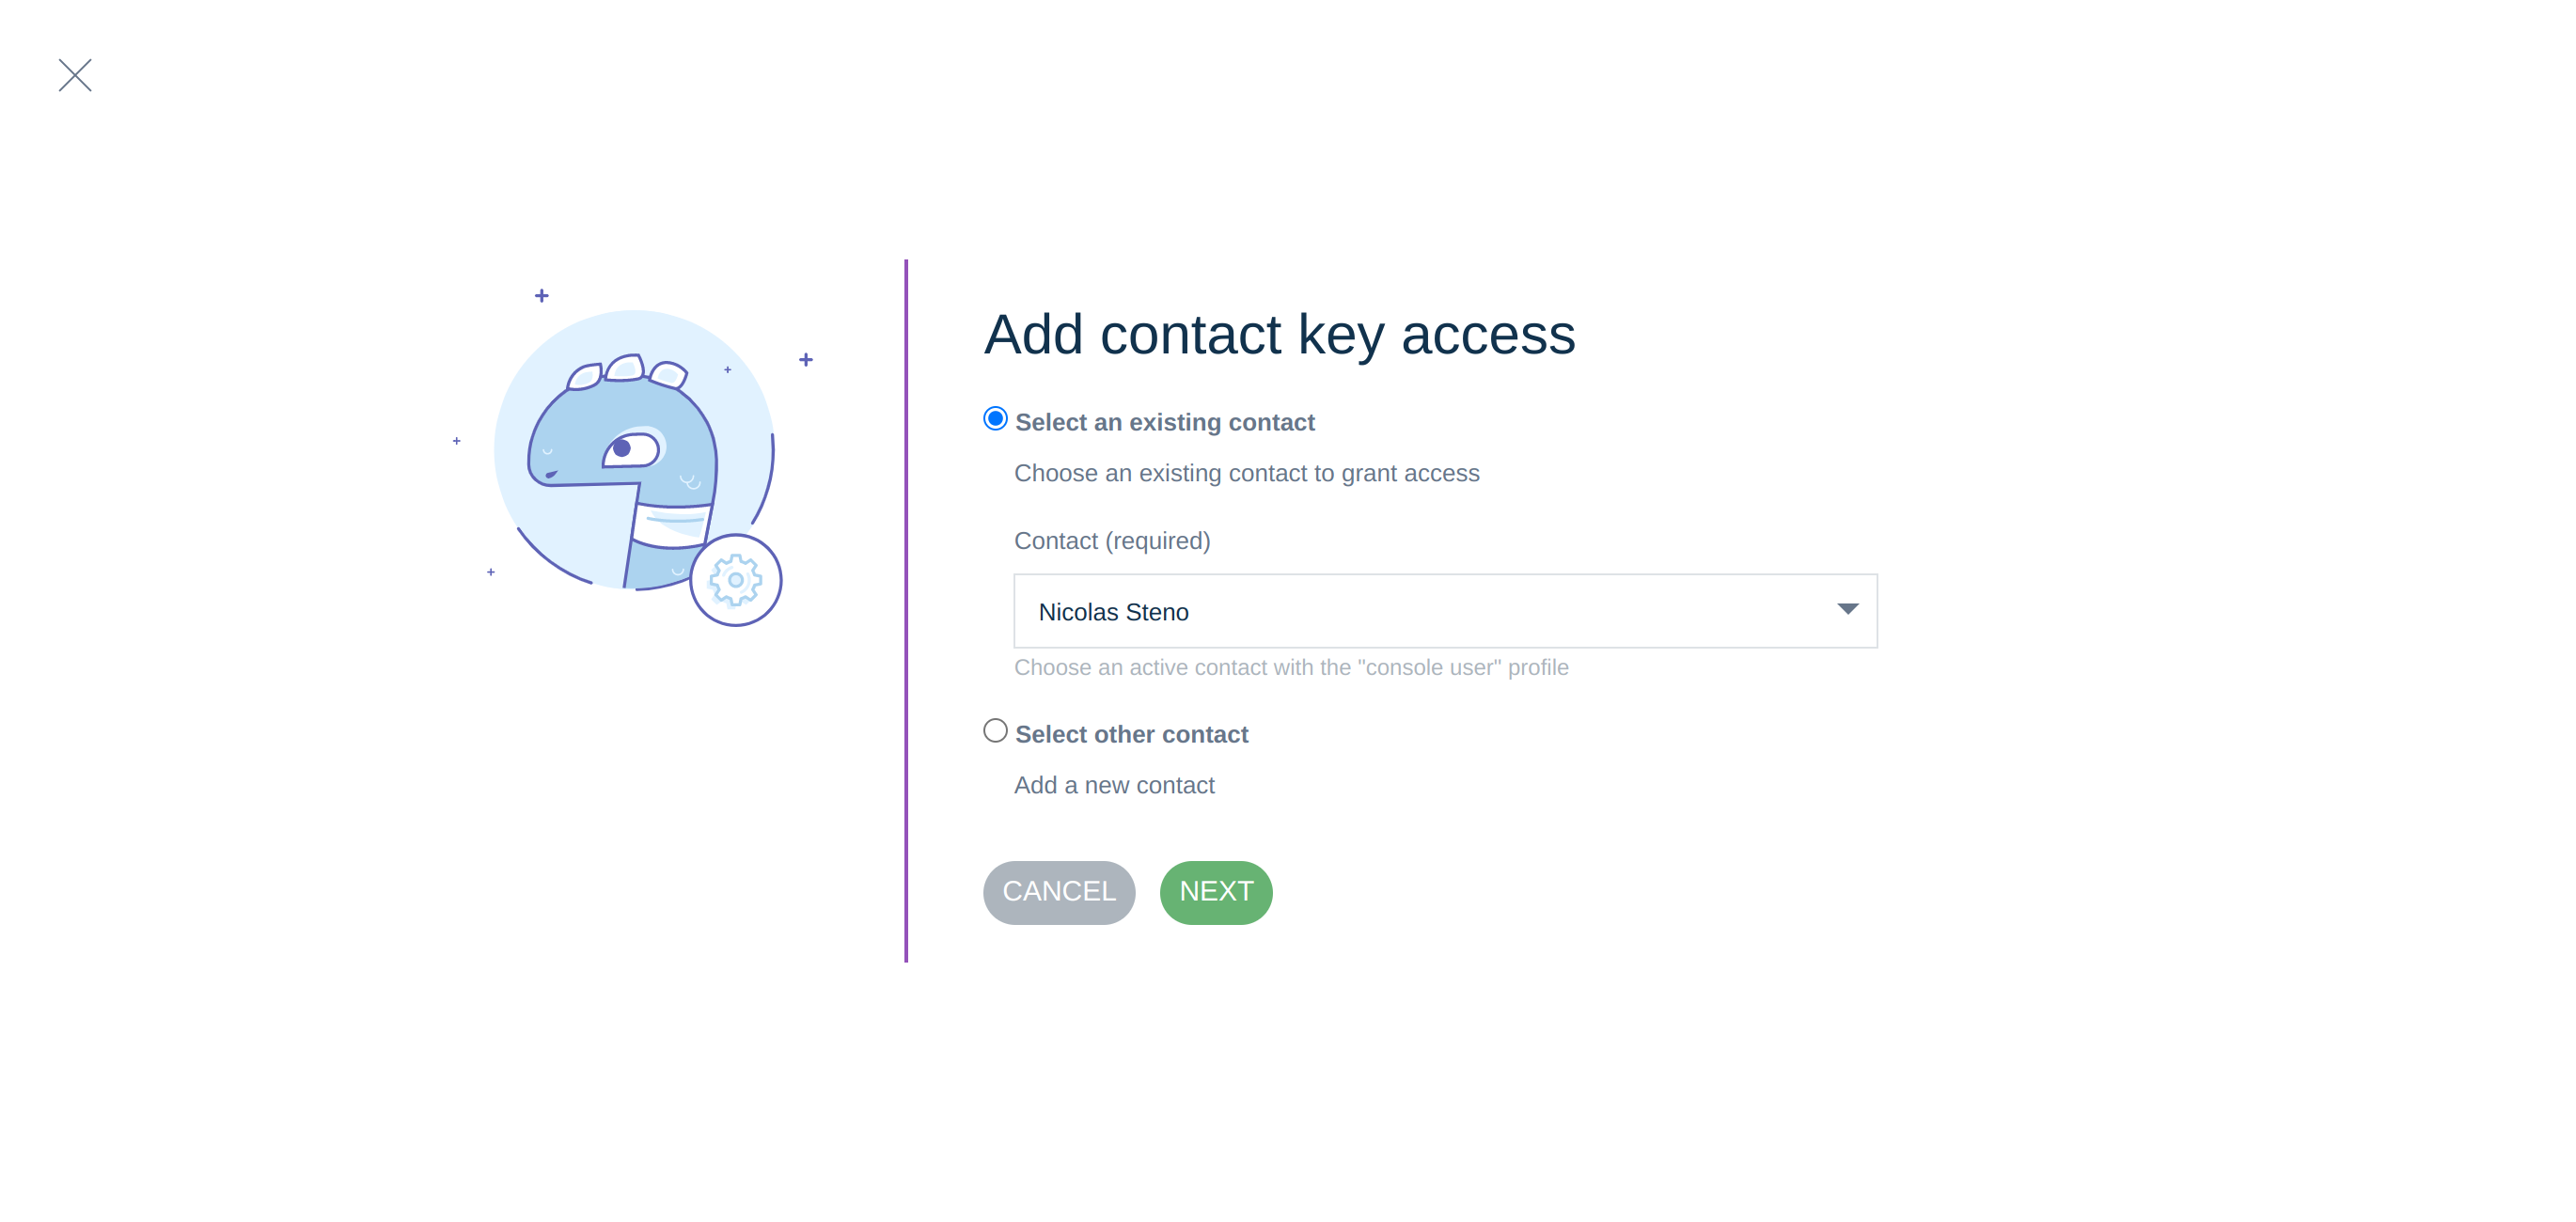 Add contact key access
Select an existing contact
Choose an existing contact to grant access
Contact (required)
Nicolas Steno
Choose an active contact with the "console user" profile
Select other contact
Add a new contact
CANCEL NEXT